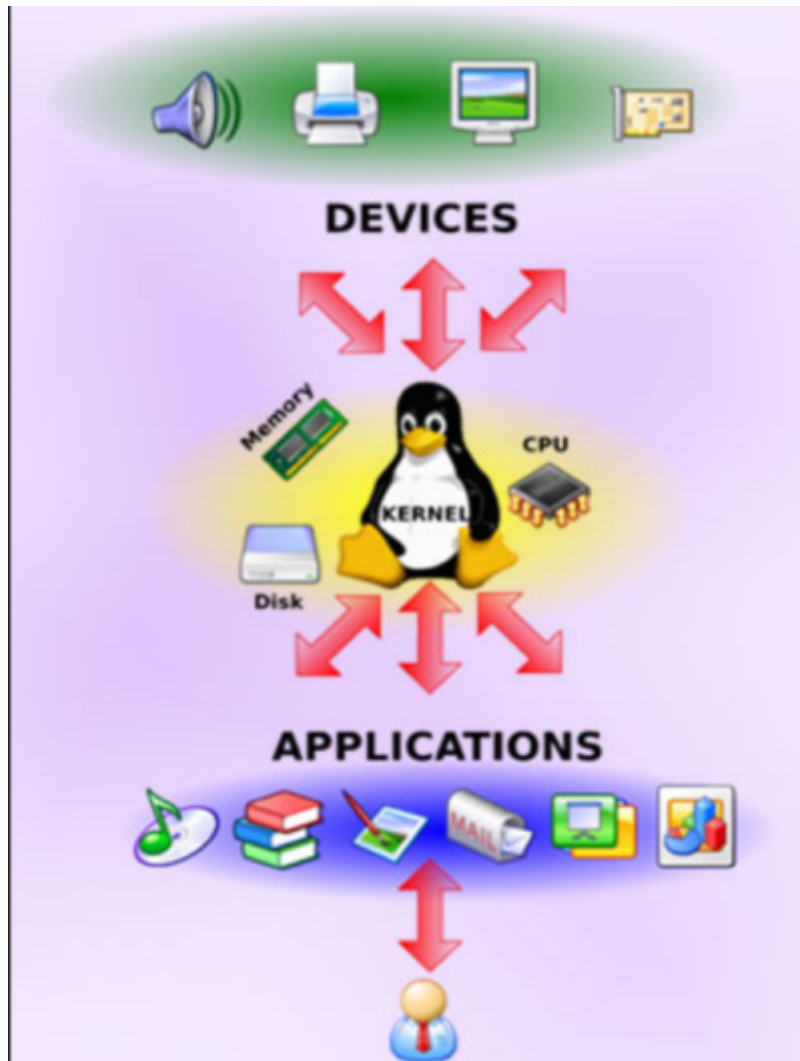 DEVICES
Memory
CPU
KERNEL
Disk
APPLICATIONS
MAIL